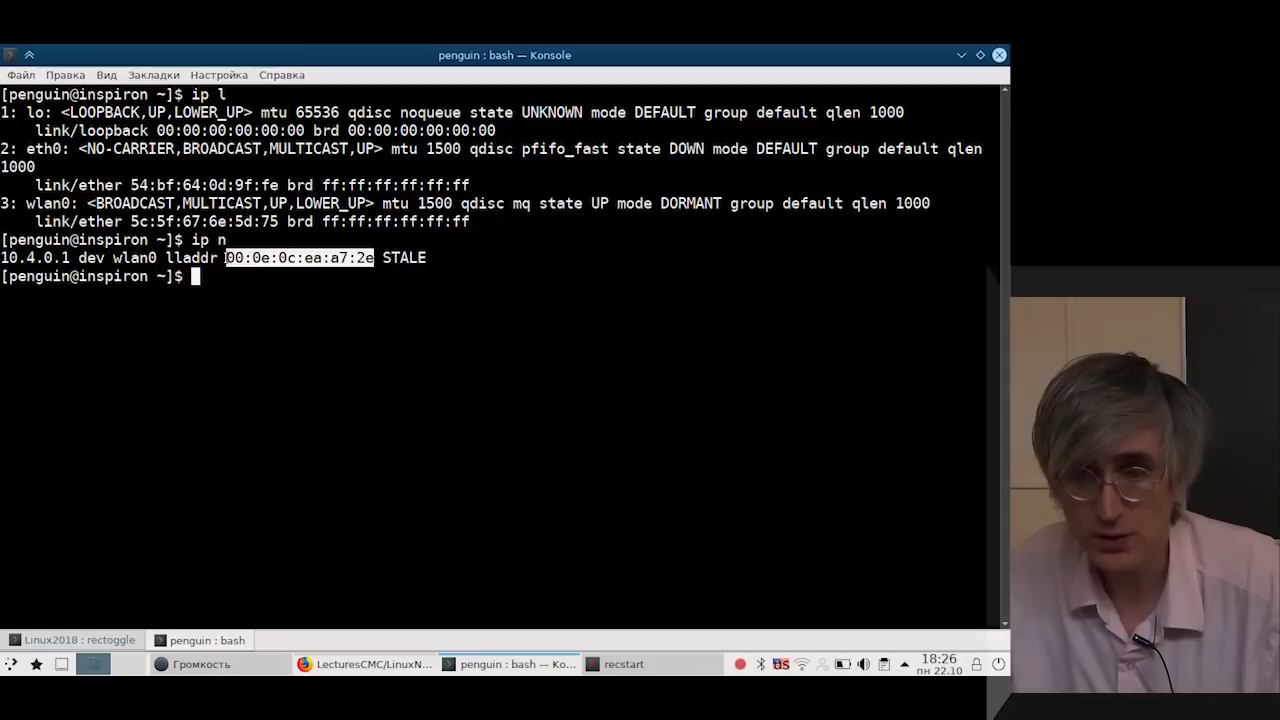 penguin : bash — Konsole
Файл Правка Вид Закладки Настройка Справка
[penguin@inspiron ~]$ ip l
1: lo: <LOOPBACK,UP,LOWER_UP> mtu 65536 qdisc noqueue state UNKNOWN mode DEFAULT group default qlen 1000
link/loopback 00:00:00:00:00:00 brd 00:00:00:00:00:00
2: eth0: <NO-CARRIER,BROADCAST,MULTICAST,UP> mtu 1500 qdisc pfifo_fast state DOWN mode DEFAULT group default qlen
1000
link/ether 54:bf:64:0d:9f:fe brd ff:ff:ff:ff:ff:ff
3: wlan0: <BROADCAST,MULTICAST,UP,LOWER_UP> mtu 1500 qdisc mq state UP mode DORMANT group default qlen 1000
link/ether 5c:5f:67:6e:5d:75 brd ff:ff:ff:ff:ff:ff
[penguin@inspiron ~]$ ip n
10.4.0.1 dev wlan0 lladdr 00:0e:0c:ea:a7:2e STALE
[penguin@inspiron ~]$
Linux2018 : rectoggle penguin : bash
Громкость LecturesCMC/LinuxN... penguin : bash — Ko... recstart US 18:26
пн 22.10